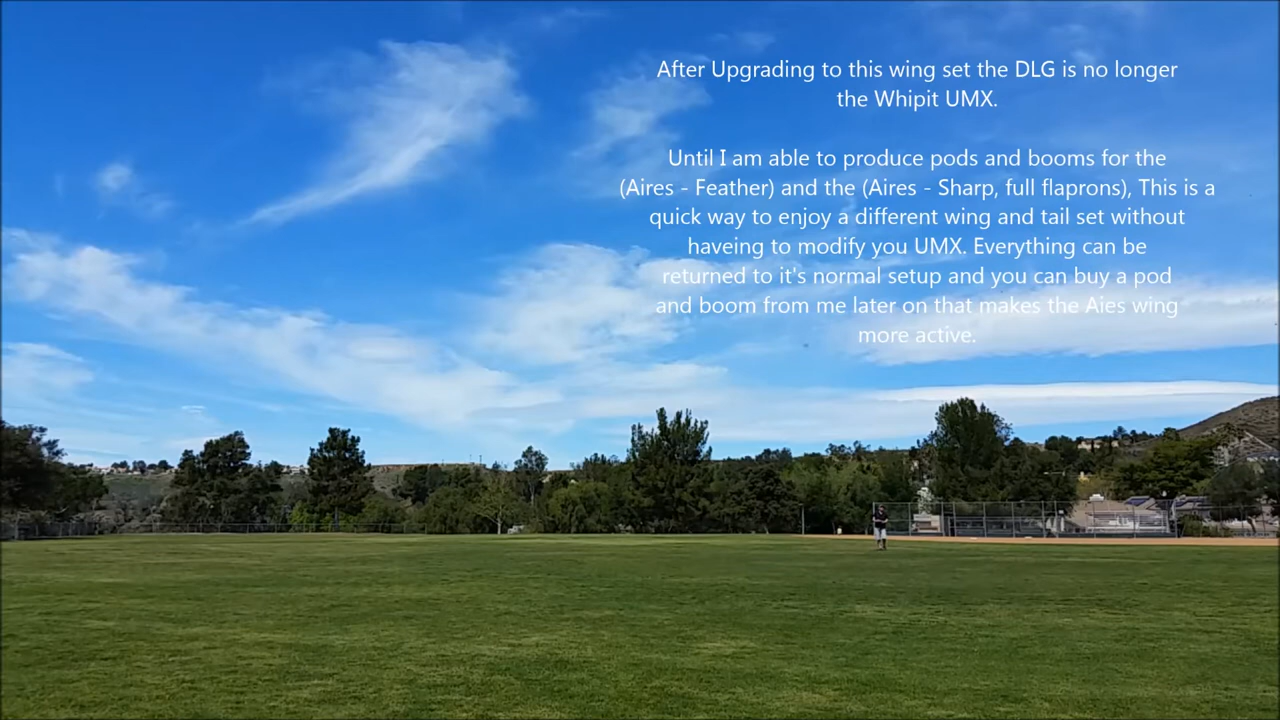 After Upgrading to this wing set the DLG is no longer
the Whipit UMX.
Until I am able to produce pods and booms for the
(Aires - Feather) and the (Aires - Sharp, full flaprons), This is a
quick way to enjoy a different wing and tail set without
haveing to modify you UMX. Everything can be
returned to it's normal setup and you can buy a pod
and boom from me later on that makes the Aies wing
more active.